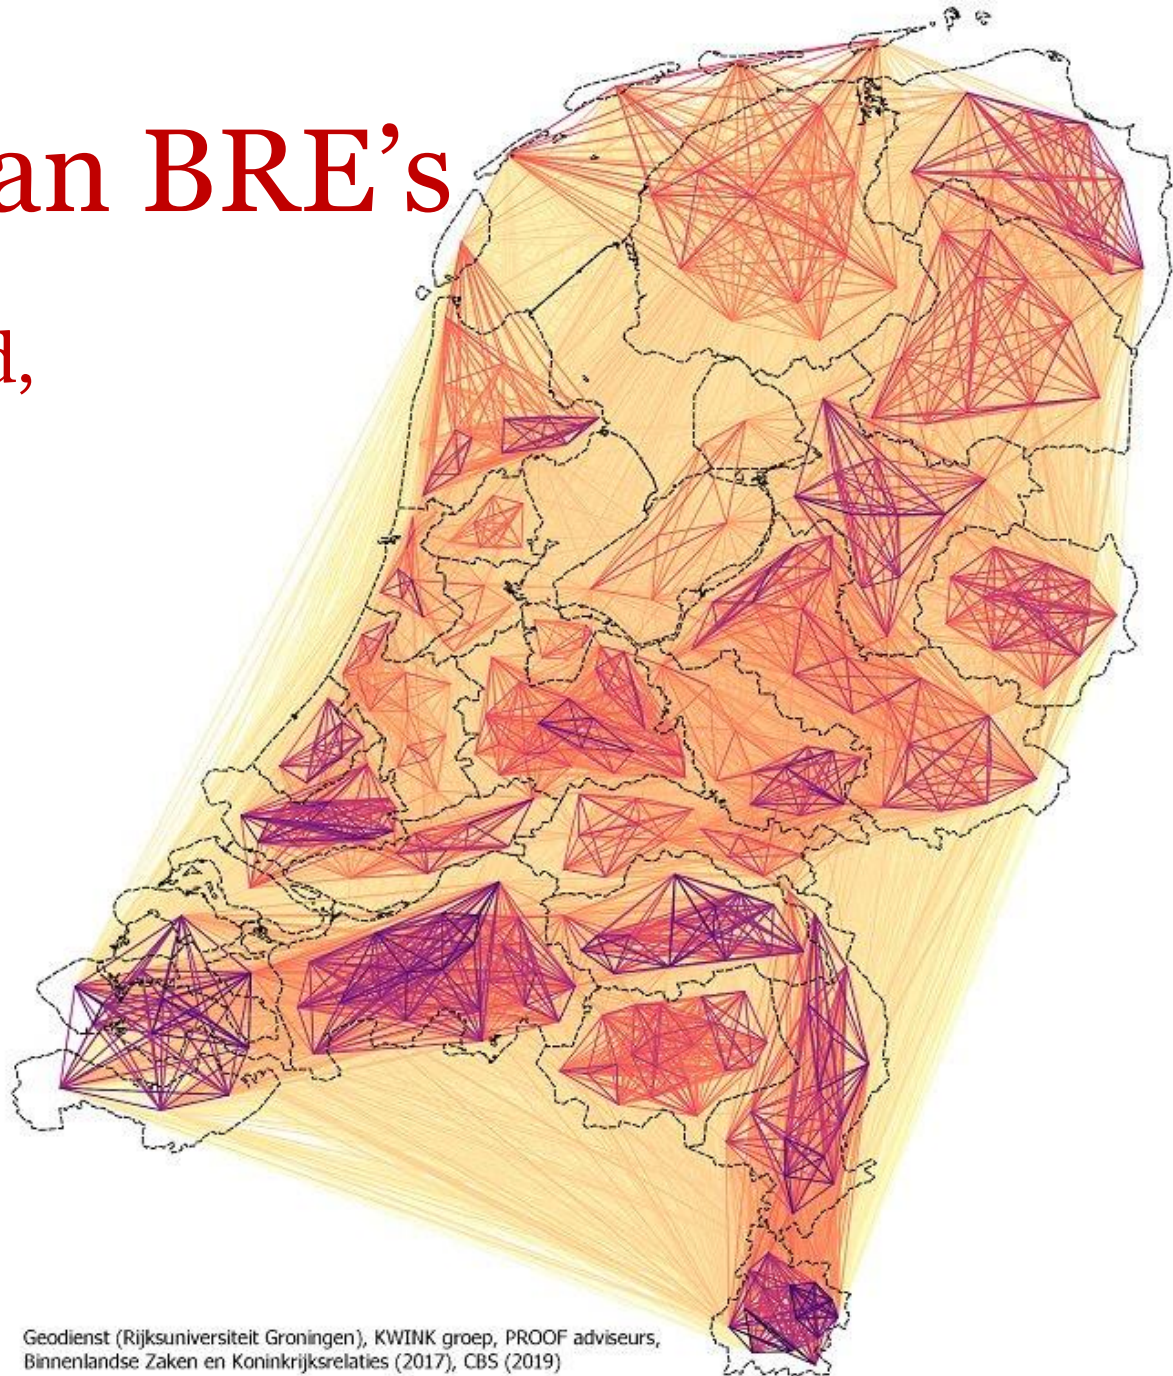 an BRE’s
d,
Geodienst (Rijksuniversiteit Groningen), KWINK groep, PROOF adviseurs,
Binnenlandse Zaken en Koninkrijksrelaties (2017), CBS (2019)